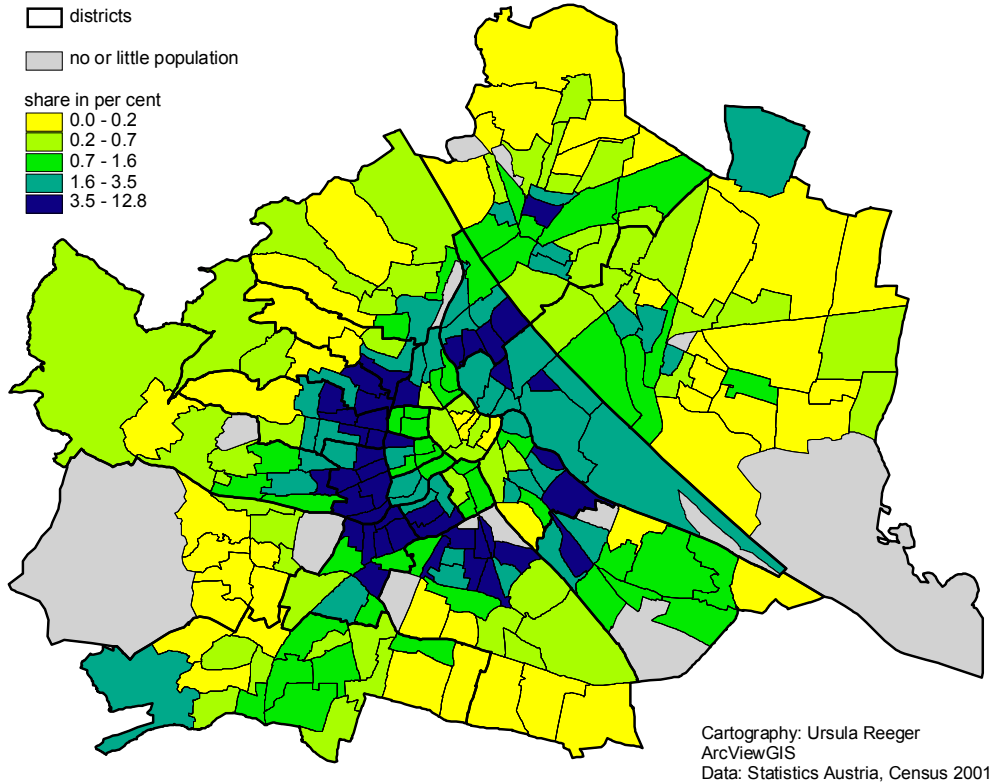 districts
no or little population
share in per cent
0.0 - 0.2
0.2 - 0.7
0.7 - 1.6
1.6 - 3.5
3.5 - 12.8
Cartography: Ursula Reeger
ArcViewGIS
Data: Statistics Austria, Census 2001